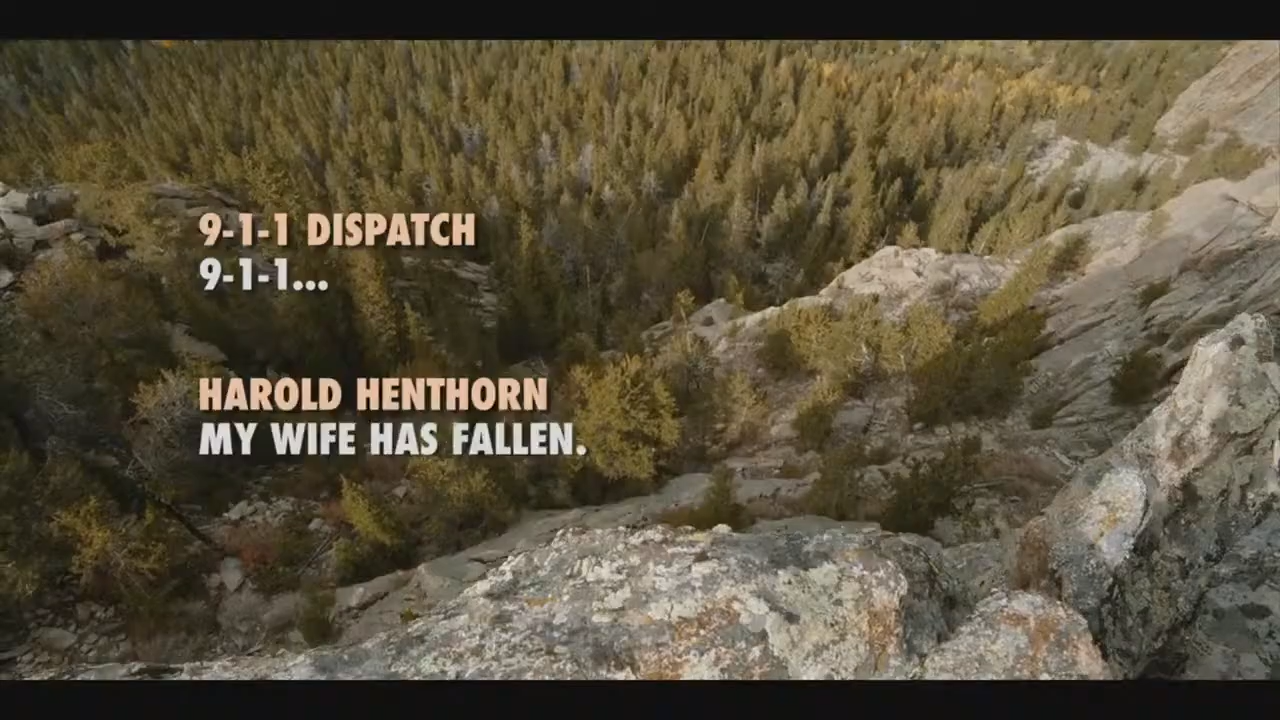 9-1-1 DISPATCH
9-1-1...
HAROLD HENTHORN
MY WIFE HAS FALLEN.